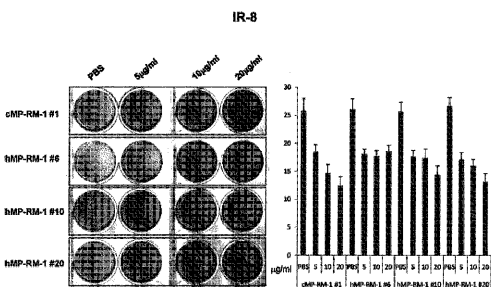 IR-8
PBS 5µg/ml 10µg/ml 20µg/ml
cMP-RM-1 #1
hMP-RM-1 #6
hMP-RM-1 #10
hMP-RM-1 #20
30
25
20
15
10
5
0
µg/ml PBS 5 10 20 PBS 5 10 20 PBS 5 10 20 PBS 5 10 20
cMP-RM-1 #1 hMP-RM-1 #6 hMP-RM-1 #10 hMP-RM-1 #20